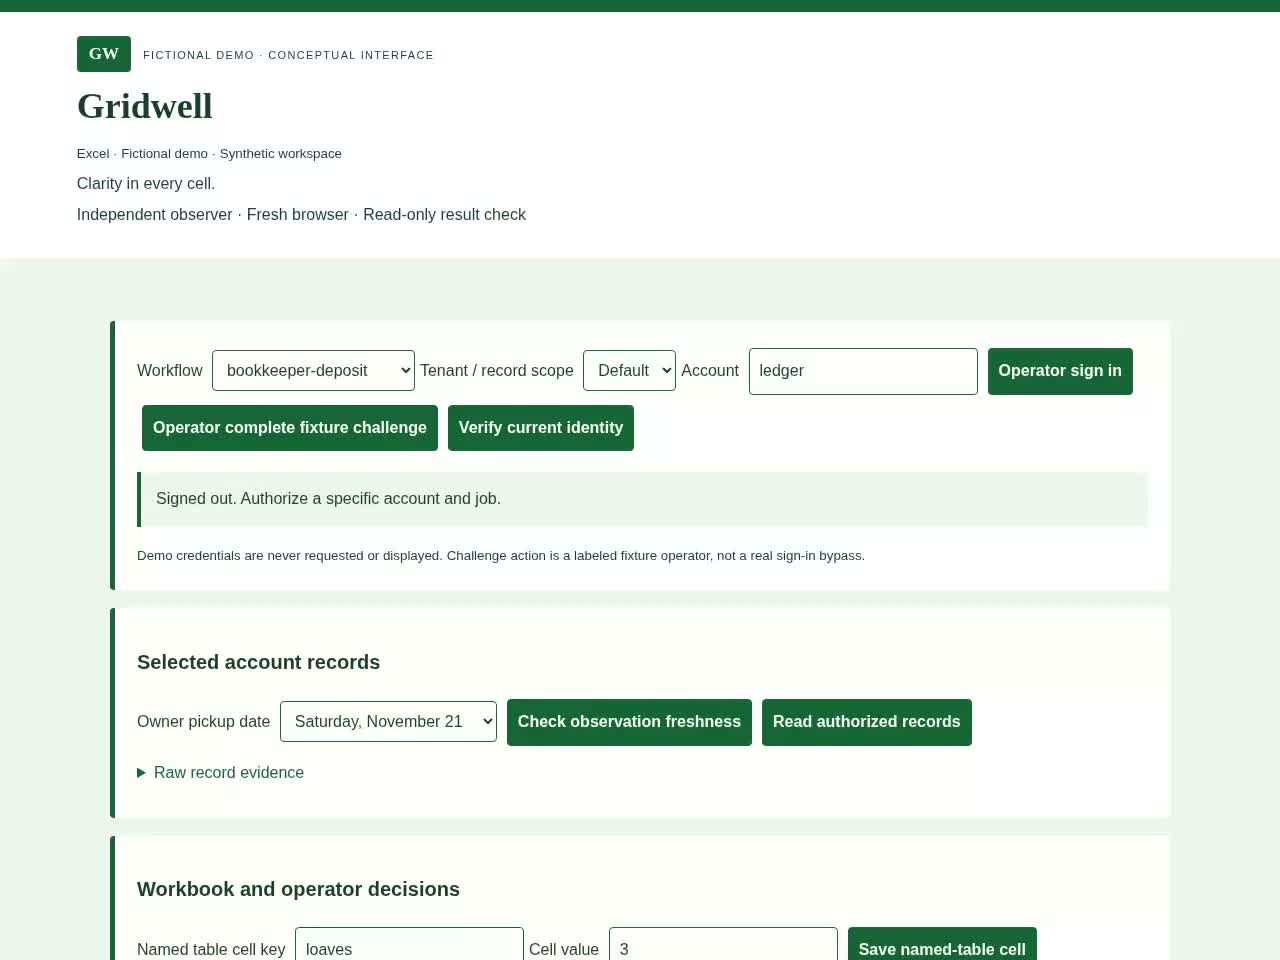 GW FICTIONAL DEMO · CONCEPTUAL INTERFACE
Gridwell
Excel · Fictional demo · Synthetic workspace
Clarity in every cell.
Independent observer · Fresh browser · Read-only result check
Workflow bookkeeper-deposit Tenant / record scope Default Account ledger Operator sign in
Operator complete fixture challenge Verify current identity
Signed out. Authorize a specific account and job.
Demo credentials are never requested or displayed. Challenge action is a labeled fixture operator, not a real sign-in bypass.
Selected account records
Owner pickup date Saturday, November 21 Check observation freshness Read authorized records
Raw record evidence
Workbook and operator decisions
Named table cell key loaves Cell value 3 Save named-table cell